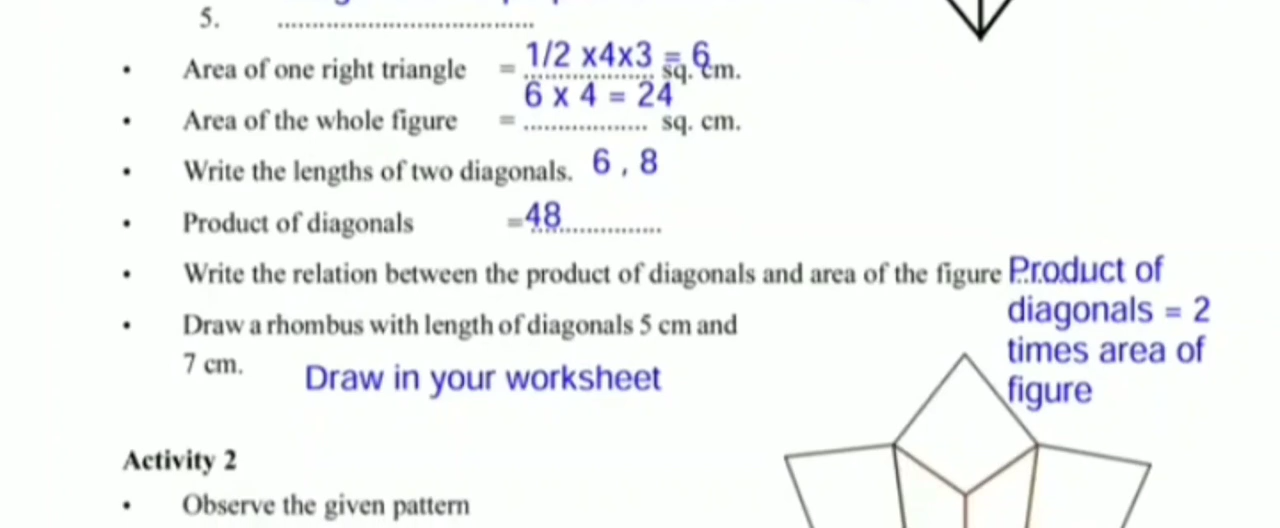 5. ....................................
• Area of one right triangle = 1/2 x4x3 = 6 sq. cm.
6 x 4 = 24
• Area of the whole figure = .................. sq. cm.
• Write the lengths of two diagonals. 6 , 8
• Product of diagonals =48..............
• Write the relation between the product of diagonals and area of the figure Product of
diagonals = 2
• Draw a rhombus with length of diagonals 5 cm and
times area of
7 cm. Draw in your worksheet
figure
Activity 2
• Observe the given pattern